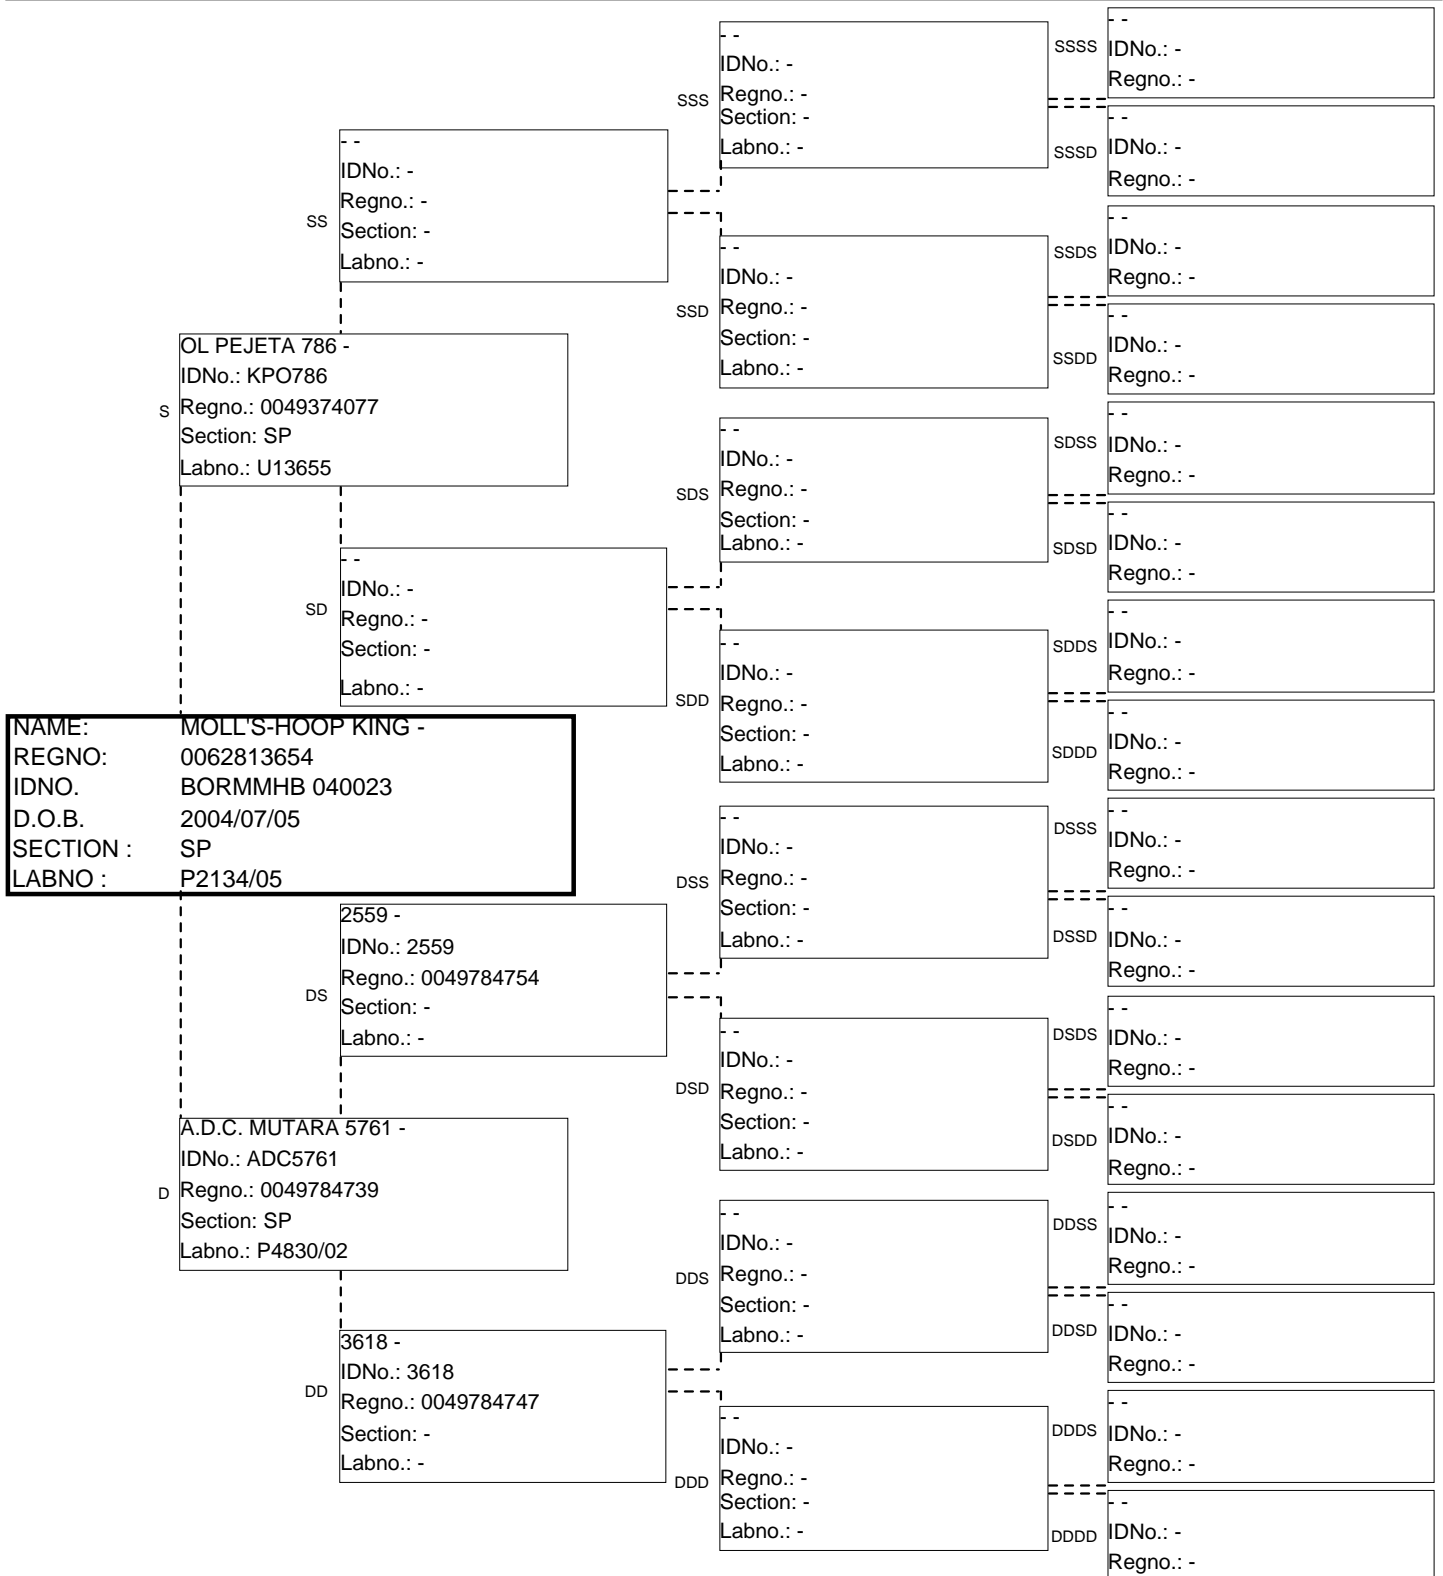 SSSS
- -
IDNo.: -
Regno.: -
SSS
- -
IDNo.: -
Regno.: -
Section: -
Labno.: -
SSSD
- -
IDNo.: -
Regno.: -
SS
- -
IDNo.: -
Regno.: -
Section: -
Labno.: -
SSDS
- -
IDNo.: -
Regno.: -
SSD
- -
IDNo.: -
Regno.: -
Section: -
Labno.: -
SSDD
- -
IDNo.: -
Regno.: -
S
OL PEJETA 786 -
IDNo.: KPO786
Regno.: 0049374077
Section: SP
Labno.: U13655
SDSS
- -
IDNo.: -
Regno.: -
SDS
- -
IDNo.: -
Regno.: -
Section: -
Labno.: -
SDSD
- -
IDNo.: -
Regno.: -
SD
- -
IDNo.: -
Regno.: -
Section: -
Labno.: -
SDDS
- -
IDNo.: -
Regno.: -
SDD
- -
IDNo.: -
Regno.: -
Section: -
Labno.: -
SDDD
- -
IDNo.: -
Regno.: -
NAME: MOLL'S-HOOP KING -
REGNO: 0062813654
IDNO. BORMMHB 040023
D.O.B. 2004/07/05
SECTION : SP
LABNO : P2134/05
DSSS
- -
IDNo.: -
Regno.: -
DSS
- -
IDNo.: -
Regno.: -
Section: -
Labno.: -
DSSD
- -
IDNo.: -
Regno.: -
DS
2559 -
IDNo.: 2559
Regno.: 0049784754
Section: -
Labno.: -
DSDS
- -
IDNo.: -
Regno.: -
DSD
- -
IDNo.: -
Regno.: -
Section: -
Labno.: -
DSDD
- -
IDNo.: -
Regno.: -
D
A.D.C. MUTARA 5761 -
IDNo.: ADC5761
Regno.: 0049784739
Section: SP
Labno.: P4830/02
DDSS
- -
IDNo.: -
Regno.: -
DDS
- -
IDNo.: -
Regno.: -
Section: -
Labno.: -
DDSD
- -
IDNo.: -
Regno.: -
DD
3618 -
IDNo.: 3618
Regno.: 0049784747
Section: -
Labno.: -
DDDS
- -
IDNo.: -
Regno.: -
DDD
- -
IDNo.: -
Regno.: -
Section: -
Labno.: -
DDDD
- -
IDNo.: -
Regno.: -